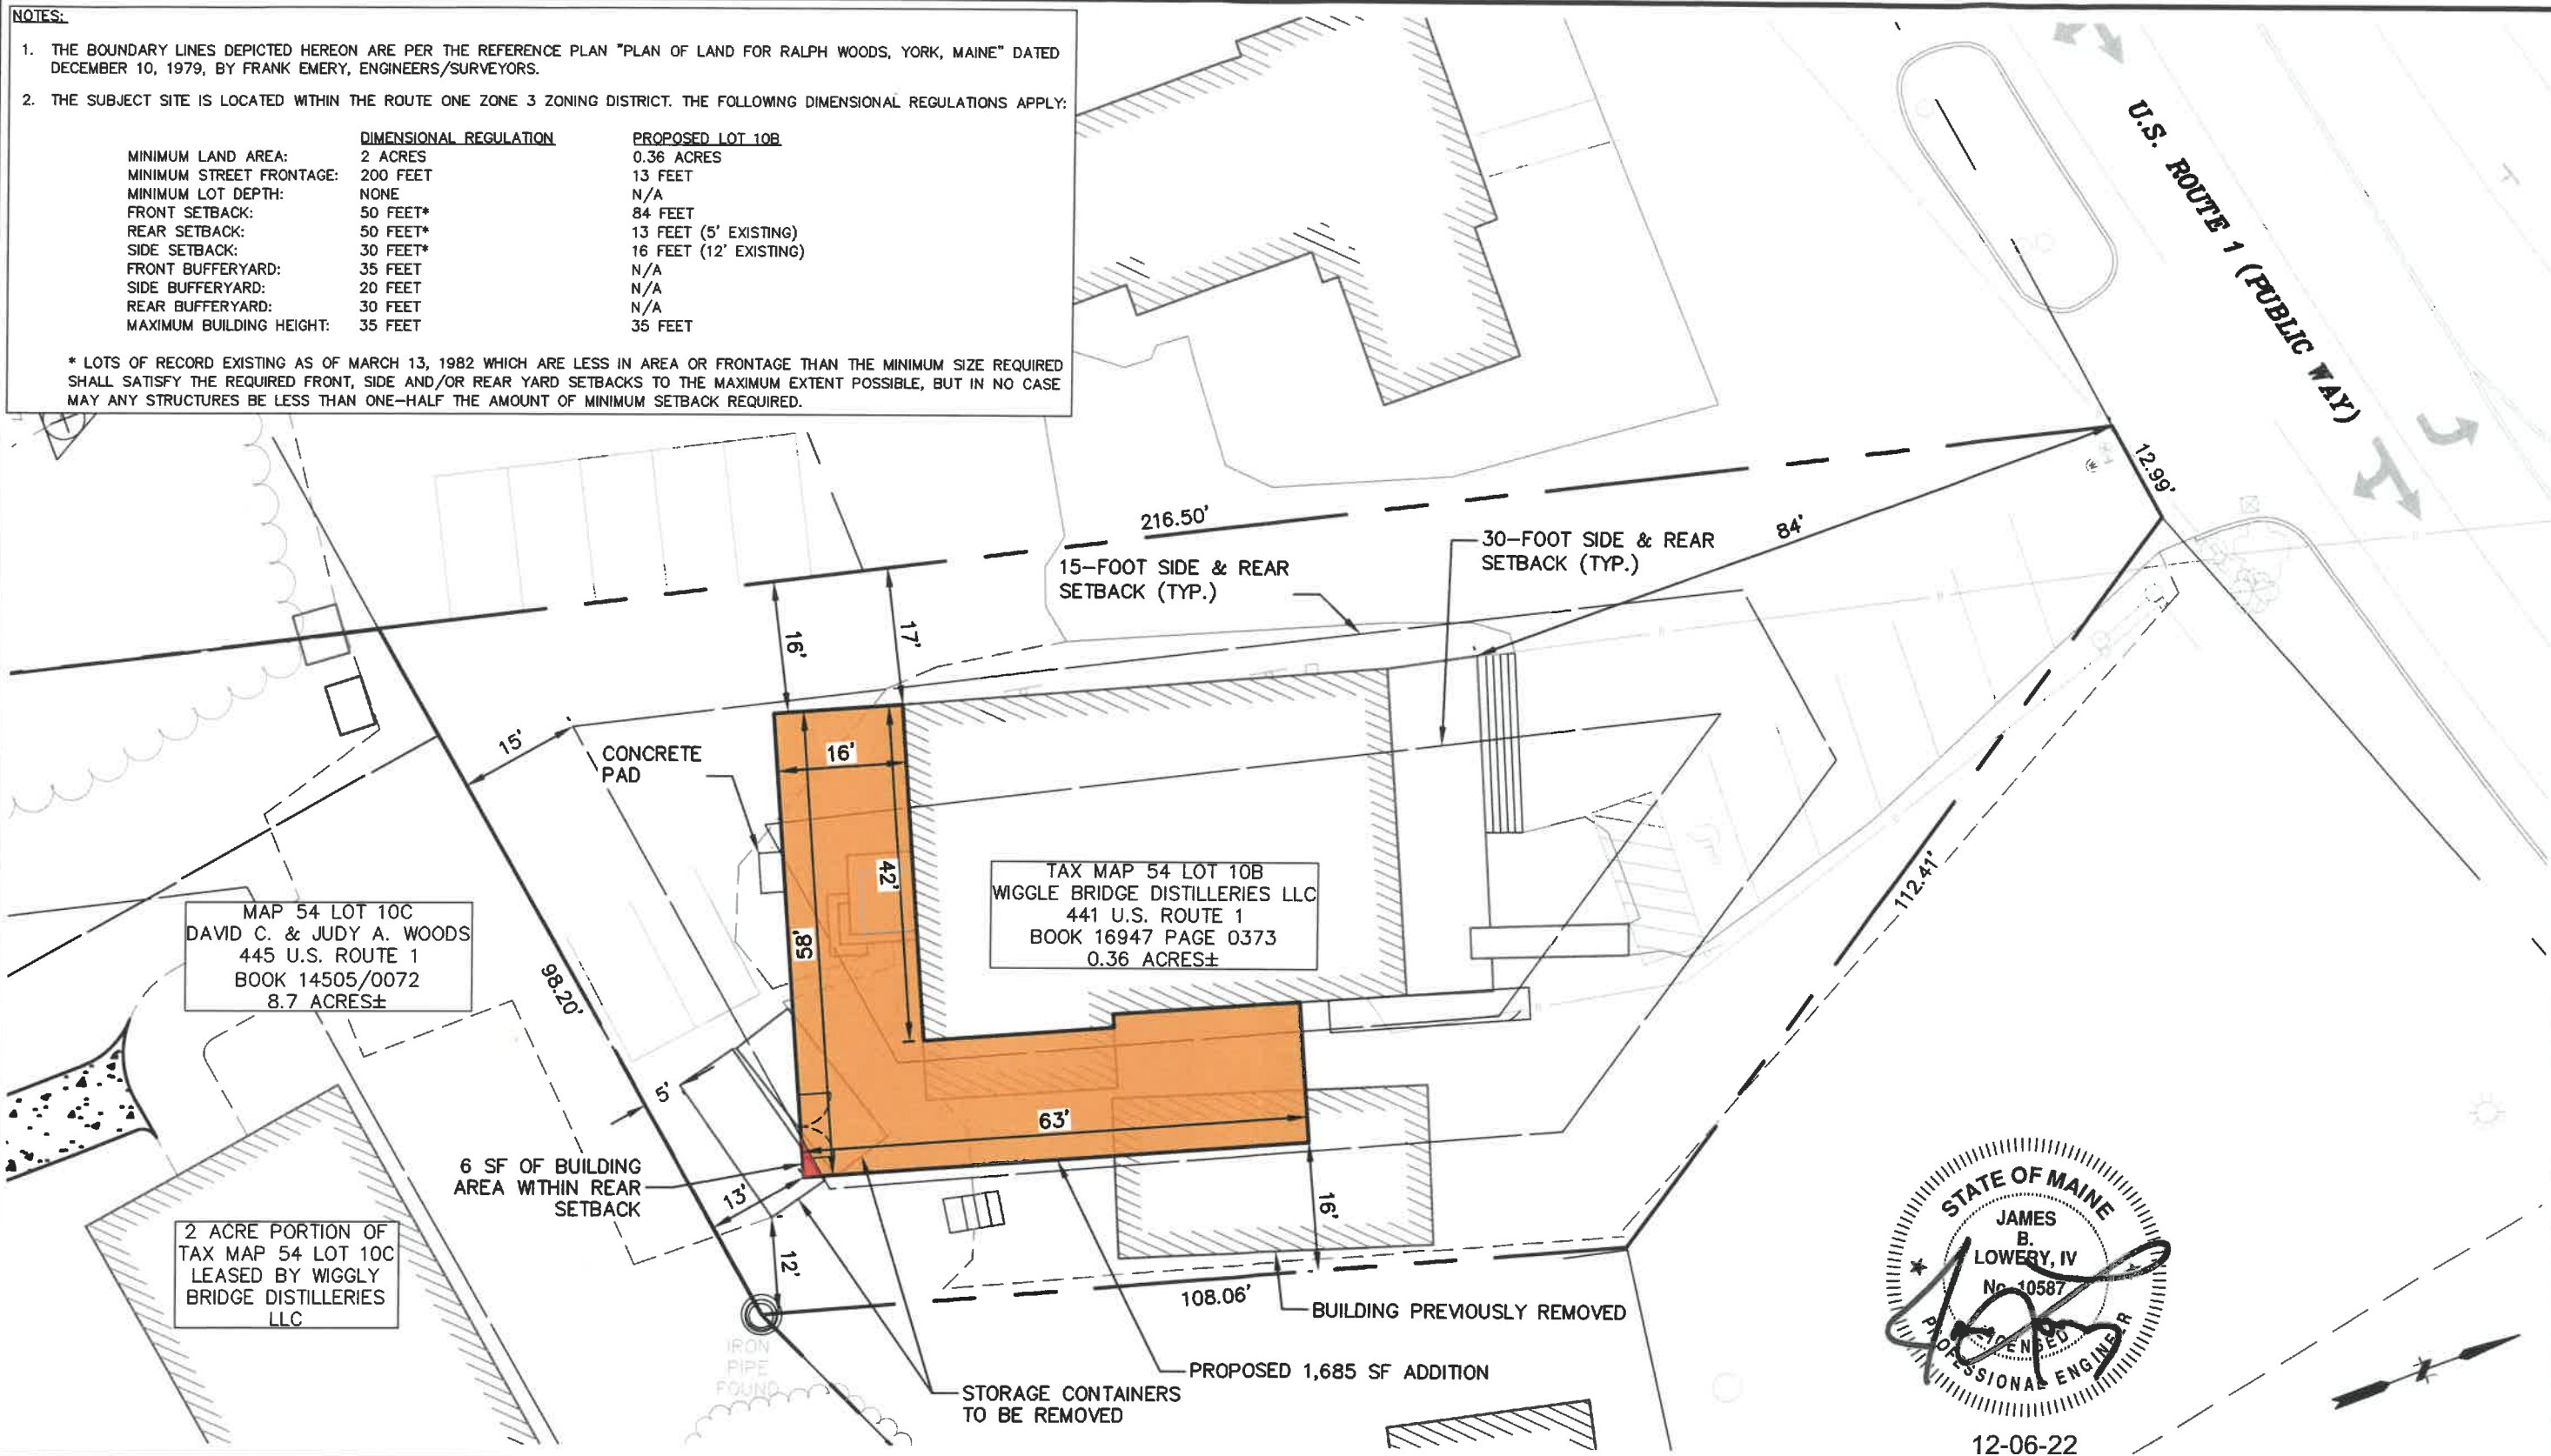 NOTES:
1. THE BOUNDARY LINES DEPICTED HEREON ARE PER THE REFERENCE PLAN "PLAN OF LAND FOR RALPH WOODS, YORK, MAINE" DATED
DECEMBER 10, 1979, BY FRANK EMERY, ENGINEERS/SURVEYORS.
2. THE SUBJECT SITE IS LOCATED WITHIN THE ROUTE ONE ZONE 3 ZONING DISTRICT. THE FOLLOWING DIMENSIONAL REGULATIONS APPLY:
DIMENSIONAL REGULATION PROPOSED LOT 10B
MINIMUM LAND AREA: 2 ACRES 0.36 ACRES
MINIMUM STREET FRONTAGE: 200 FEET 13 FEET
MINIMUM LOT DEPTH: NONE N/A
FRONT SETBACK: 50 FEET* 84 FEET
REAR SETBACK: 50 FEET* 13 FEET (5' EXISTING)
SIDE SETBACK: 30 FEET* 16 FEET (12' EXISTING)
FRONT BUFFERYARD: 35 FEET N/A
SIDE BUFFERYARD: 20 FEET N/A
REAR BUFFERYARD: 30 FEET N/A
MAXIMUM BUILDING HEIGHT: 35 FEET 35 FEET
* LOTS OF RECORD EXISTING AS OF MARCH 13, 1982 WHICH ARE LESS IN AREA OR FRONTAGE THAN THE MINIMUM SIZE REQUIRED
SHALL SATISFY THE REQUIRED FRONT, SIDE AND/OR REAR YARD SETBACKS TO THE MAXIMUM EXTENT POSSIBLE, BUT IN NO CASE
MAY ANY STRUCTURES BE LESS THAN ONE-HALF THE AMOUNT OF MINIMUM SETBACK REQUIRED.
U.S. ROUTE 1 (PUBLIC WAY)
12.99'
216.50'
84'
30-FOOT SIDE & REAR
SETBACK (TYP.)
15-FOOT SIDE & REAR
SETBACK (TYP.)
16'
17'
15'
CONCRETE
PAD
16'
42'
58'
TAX MAP 54 LOT 10B
WIGGLE BRIDGE DISTILLERIES LLC
441 U.S. ROUTE 1
BOOK 16947 PAGE 0373
0.36 ACRES±
112.41'
MAP 54 LOT 10C
DAVID C. & JUDY A. WOODS
445 U.S. ROUTE 1
BOOK 14505/0072
8.7 ACRES±
98.20'
5'
63'
6 SF OF BUILDING
AREA WITHIN REAR
SETBACK
13'
12'
16'
2 ACRE PORTION OF
TAX MAP 54 LOT 10C
LEASED BY WIGGLY
BRIDGE DISTILLERIES
LLC
108.06'
BUILDING PREVIOUSLY REMOVED
IRON
PIPE
FOUND
PROPOSED 1,685 SF ADDITION
STORAGE CONTAINERS
TO BE REMOVED
STATE OF MAINE
JAMES
B.
LOWERY, IV
No. 10587
LICENSED
PROFESSIONAL ENGINEER
12-06-22